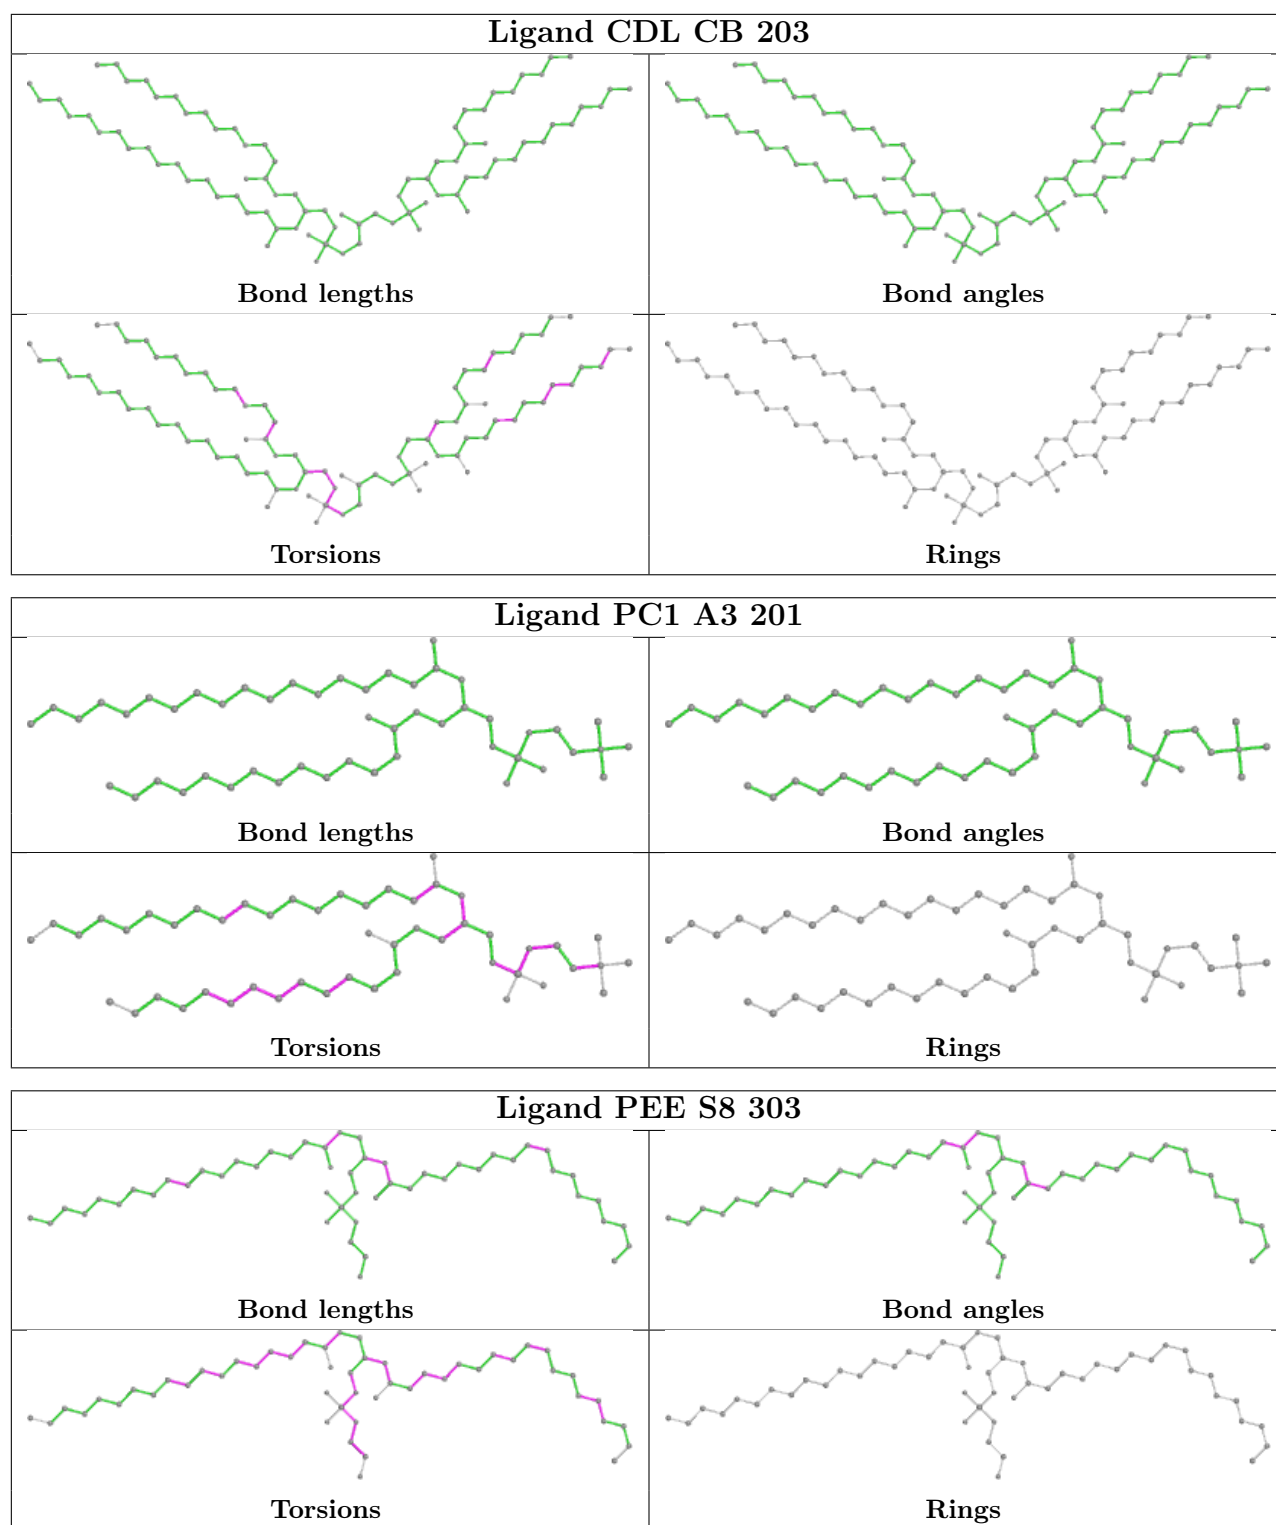 Ligand CDL CB 203
Bond lengths
Bond angles
Torsions
Rings
Ligand PC1 A3 201
Bond lengths
Bond angles
Torsions
Rings
Ligand PEE S8 303
Bond lengths
Bond angles
Torsions
Rings